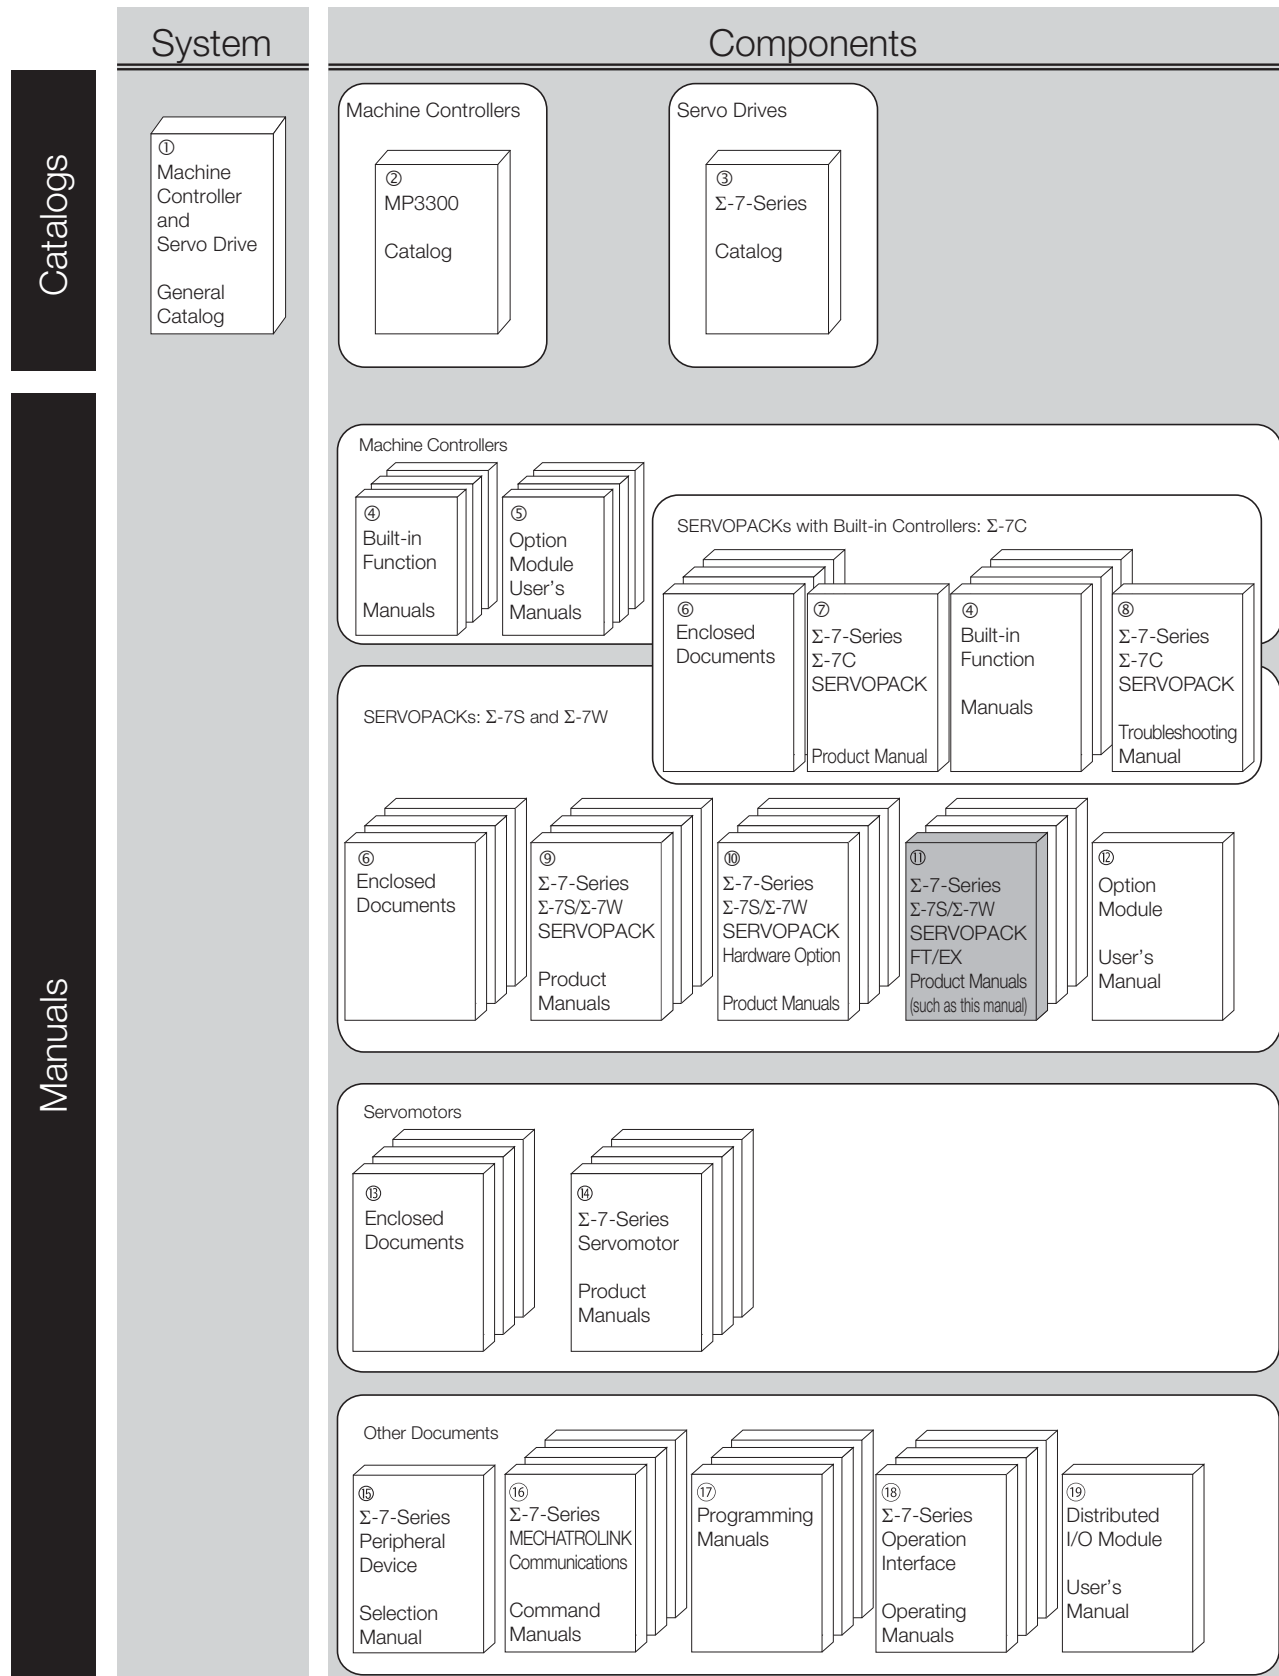 System
Components
Catalogs
①
Machine
Controller
and
Servo Drive
General
Catalog
Machine Controllers
②
MP3300
Catalog
Servo Drives
③
Σ-7-Series
Catalog
Manuals
Machine Controllers
④
Built-in
Function
Manuals
⑤
Option
Module
User's
Manuals
SERVOPACKs with Built-in Controllers: Σ-7C
⑥
Enclosed
Documents
⑦
Σ-7-Series
Σ-7C
SERVOPACK
Product Manual
④
Built-in
Function
Manuals
⑧
Σ-7-Series
Σ-7C
SERVOPACK
Troubleshooting
Manual
SERVOPACKs: Σ-7S and Σ-7W
⑥
Enclosed
Documents
⑨
Σ-7-Series
Σ-7S/Σ-7W
SERVOPACK
Product
Manuals
⑩
Σ-7-Series
Σ-7S/Σ-7W
SERVOPACK
Hardware Option
Product Manuals
⑪
Σ-7-Series
Σ-7S/Σ-7W
SERVOPACK
FT/EX
Product Manuals
(such as this manual)
⑫
Option
Module
User's
Manual
Servomotors
⑬
Enclosed
Documents
⑭
Σ-7-Series
Servomotor
Product
Manuals
Other Documents
⑮
Σ-7-Series
Peripheral
Device
Selection
Manual
⑯
Σ-7-Series
MECHATROLINK
Communications
Command
Manuals
⑰
Programming
Manuals
⑱
Σ-7-Series
Operation
Interface
Operating
Manuals
⑲
Distributed
I/O Module
User's
Manual